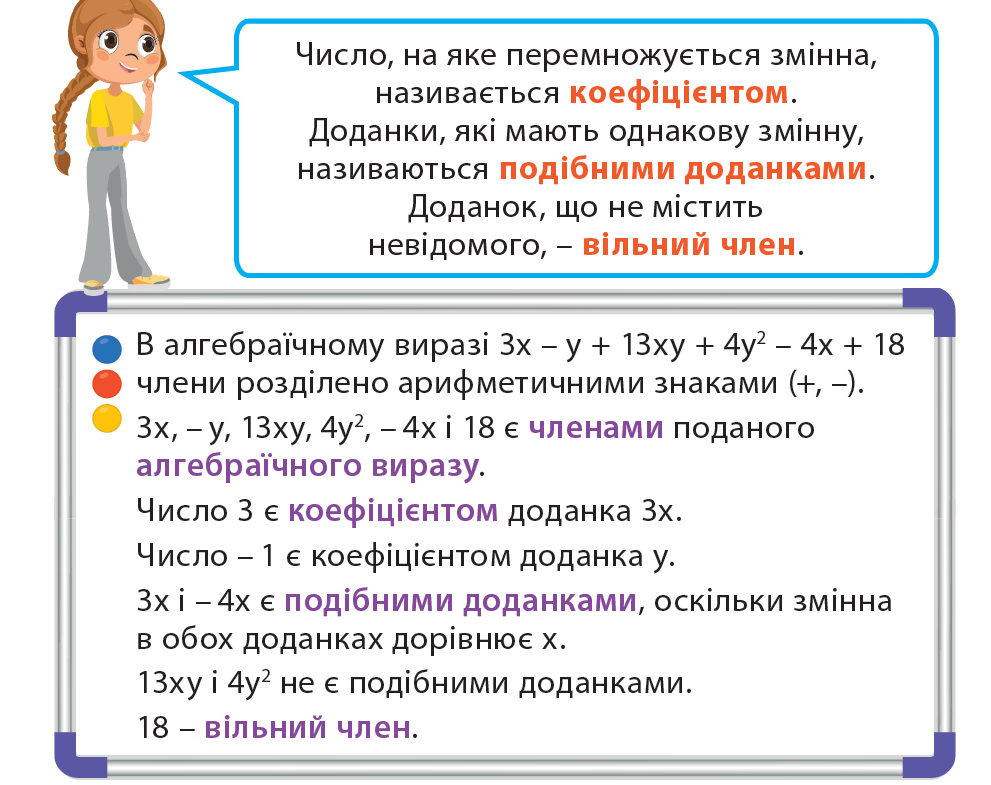 Число, на яке перемножується змінна,
називається коефіцієнтом.
Доданки, які мають однакову змінну,
називаються подібними доданками.
Доданок, що не містить
невідомого, – вільний член.
В алгебраїчному виразі 3x – y + 13xy + 4y² – 4x + 18
члени розділено арифметичними знаками (+, –).
3x, – y, 13xy, 4y², – 4x і 18 є членами поданого
алгебраїчного виразу.
Число 3 є коефіцієнтом доданка 3x.
Число – 1 є коефіцієнтом доданка y.
3x і – 4x є подібними доданками, оскільки змінна
в обох доданках дорівнює x.
13xy і 4y² не є подібними доданками.
18 – вільний член.